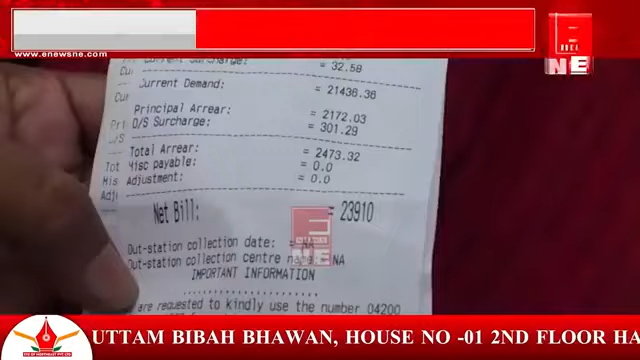 www.enewsne.com
E
NE
Current Surcharge: = 32.58
Current Demand: = 21436.36
Principal Arrear: = 2172.03
D/S Surcharge: = 301.29
Total Arrear: = 2473.32
Misc payable: = 0.0
Adjustment: = 0.0
Net Bill: = 23910
Out-station collection date: = NA
Out-station collection centre name: = NA
IMPORTANT INFORMATION
are requested to kindly use the number 04200
UTTAM BIBAH BHAWAN, HOUSE NO -01 2ND FLOOR HA